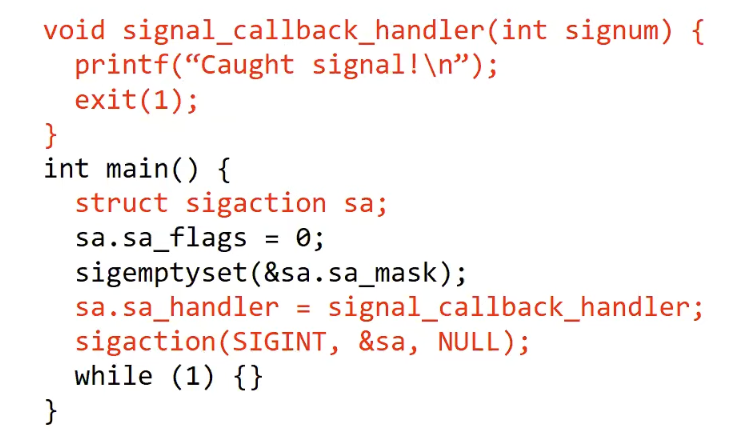 void signal_callback_handler(int signum) {
  printf(“Caught signal!\n”);
  exit(1);
}
int main() {
  struct sigaction sa;
  sa.sa_flags = 0;
  sigemptyset(&sa.sa_mask);
  sa.sa_handler = signal_callback_handler;
  sigaction(SIGINT, &sa, NULL);
  while (1) {}
}